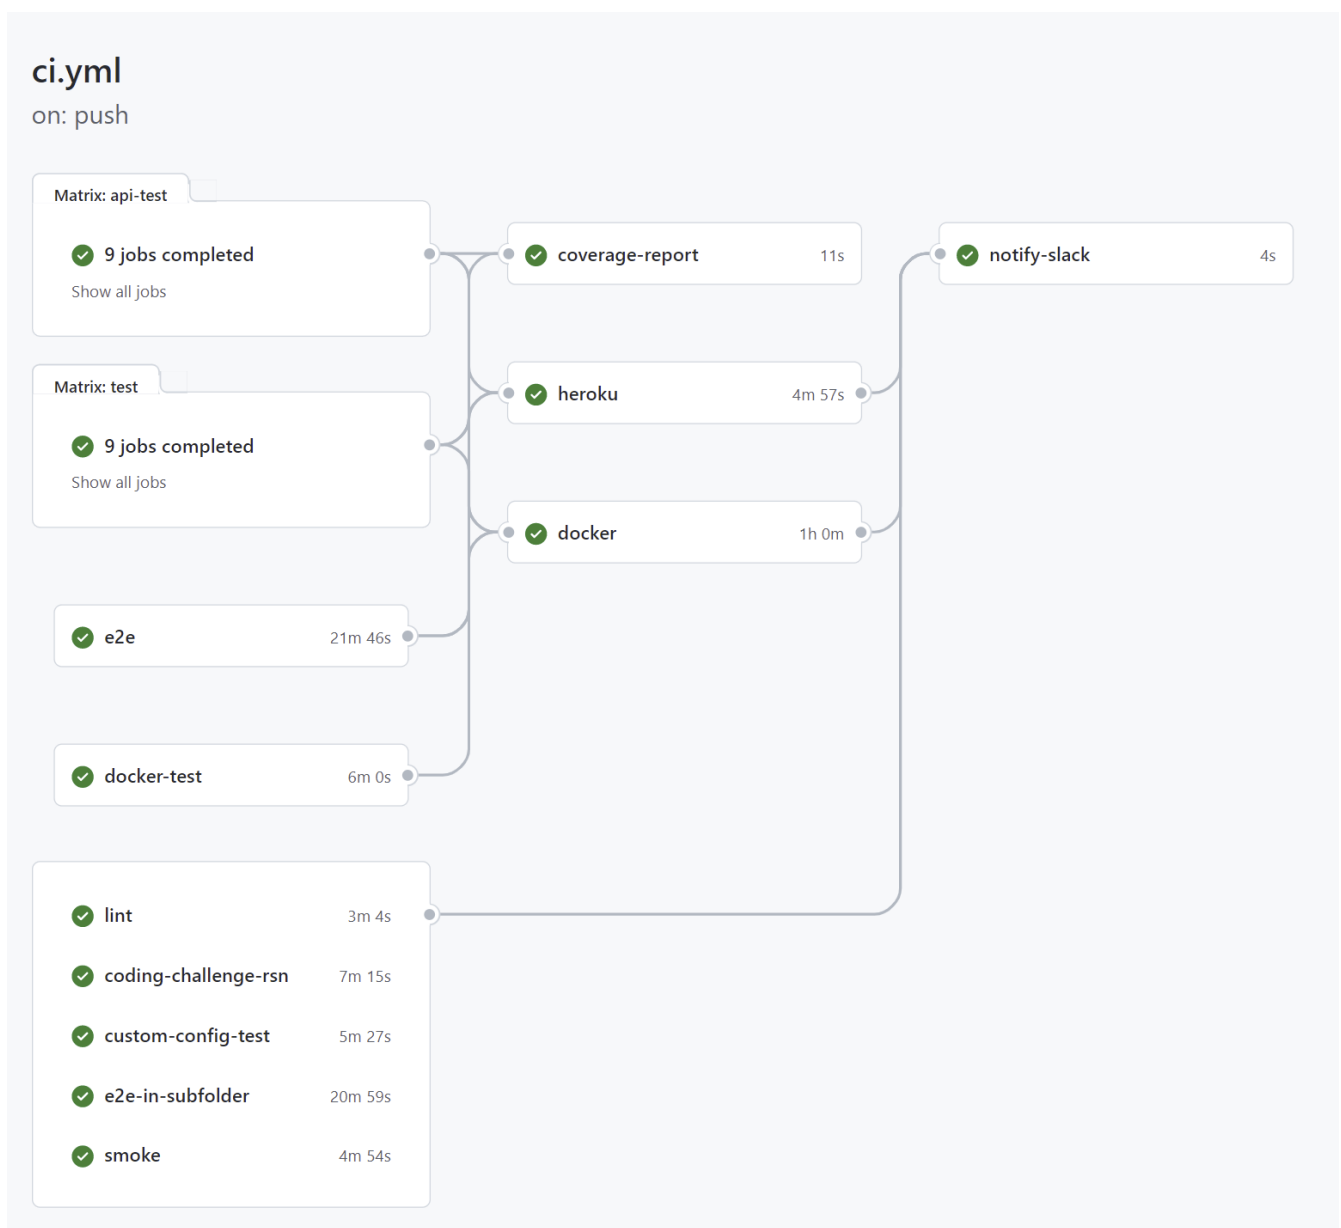 ci.yml
on: push
Matrix: api-test
9 jobs completed
Show all jobs
Matrix: test
9 jobs completed
Show all jobs
e2e 21m 46s
docker-test 6m 0s
lint 3m 4s
coding-challenge-rsn 7m 15s
custom-config-test 5m 27s
e2e-in-subfolder 20m 59s
smoke 4m 54s
coverage-report 11s
heroku 4m 57s
docker 1h 0m
notify-slack 4s